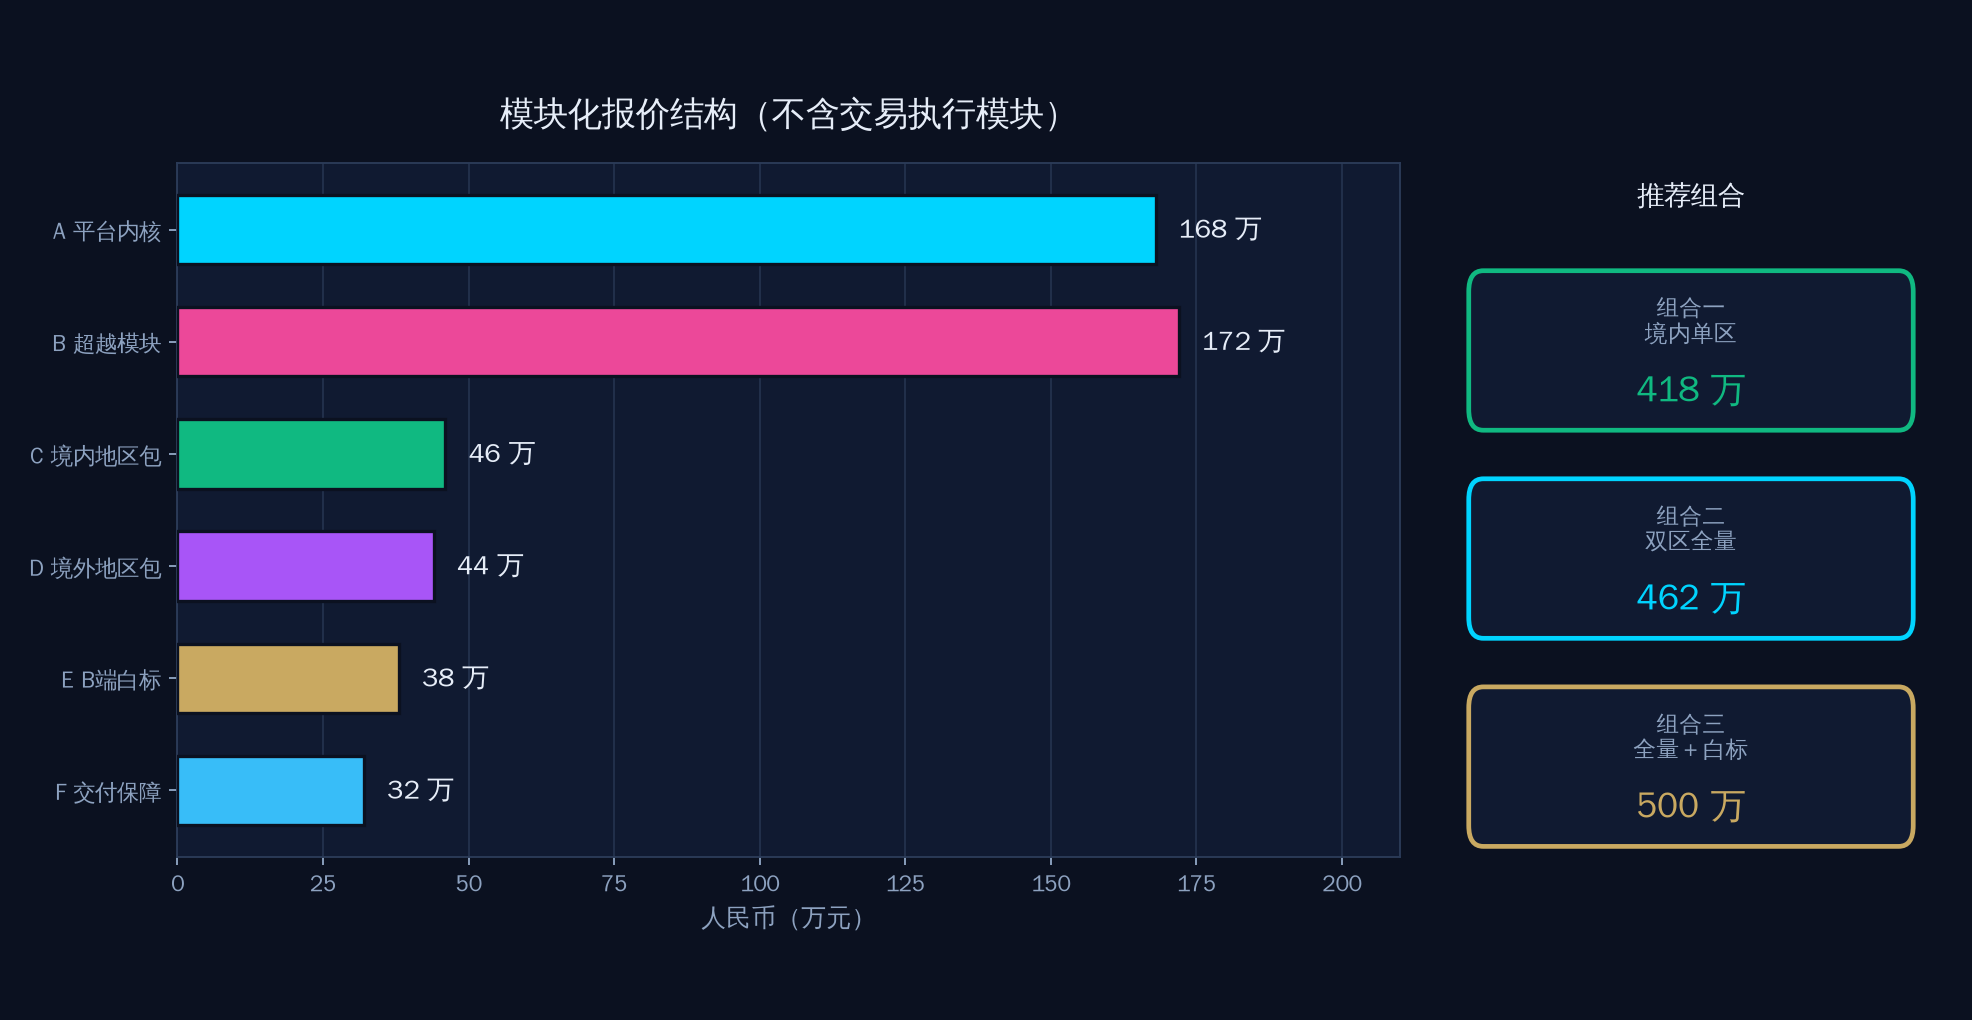 模块化报价结构（不含交易执行模块）
A 平台内核
168 万
B 超越模块
172 万
C 境内地区包
46 万
D 境外地区包
44 万
E B端白标
38 万
F 交付保障
32 万
0 25 50 75 100 125 150 175 200
人民币（万元）
推荐组合
组合一
境内单区
418 万
组合二
双区全量
462 万
组合三
全量＋白标
500 万